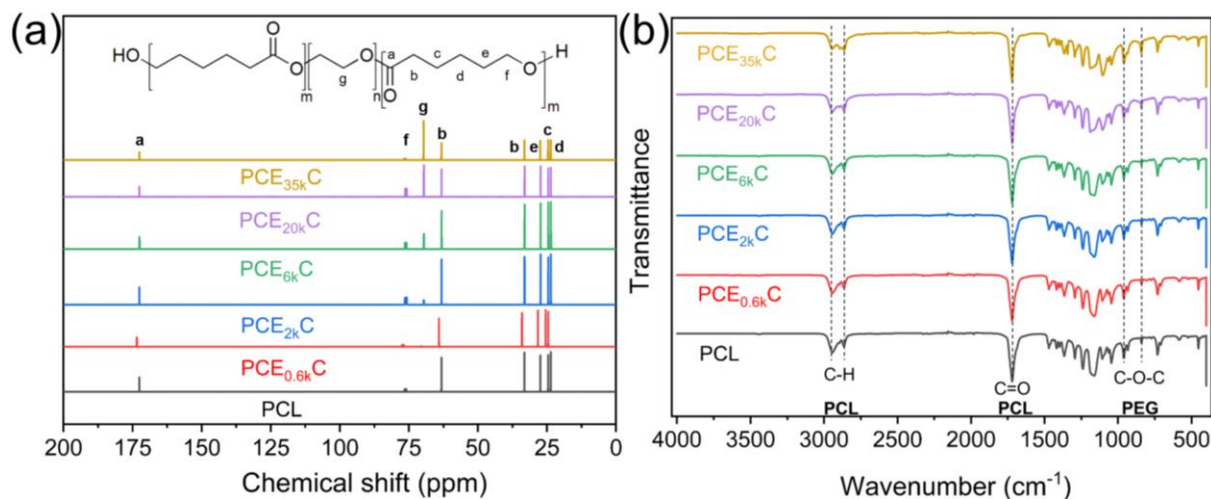 (a)
HO
O
O
m
g
O
n
a
O
b
c
d
e
f
O
H
m
a
f
g
b
b
e
c
d
PCE35kC
PCE20kC
PCE6kC
PCE2kC
PCE0.6kC
PCL
200 175 150 125 100 75 50 25 0
Chemical shift (ppm)
(b)
Transmittance
PCE35kC
PCE20kC
PCE6kC
PCE2kC
PCE0.6kC
PCL
C-H
PCL
C=O
PCL
C-O-C
PEG
4000 3500 3000 2500 2000 1500 1000 500
Wavenumber (cm-1)